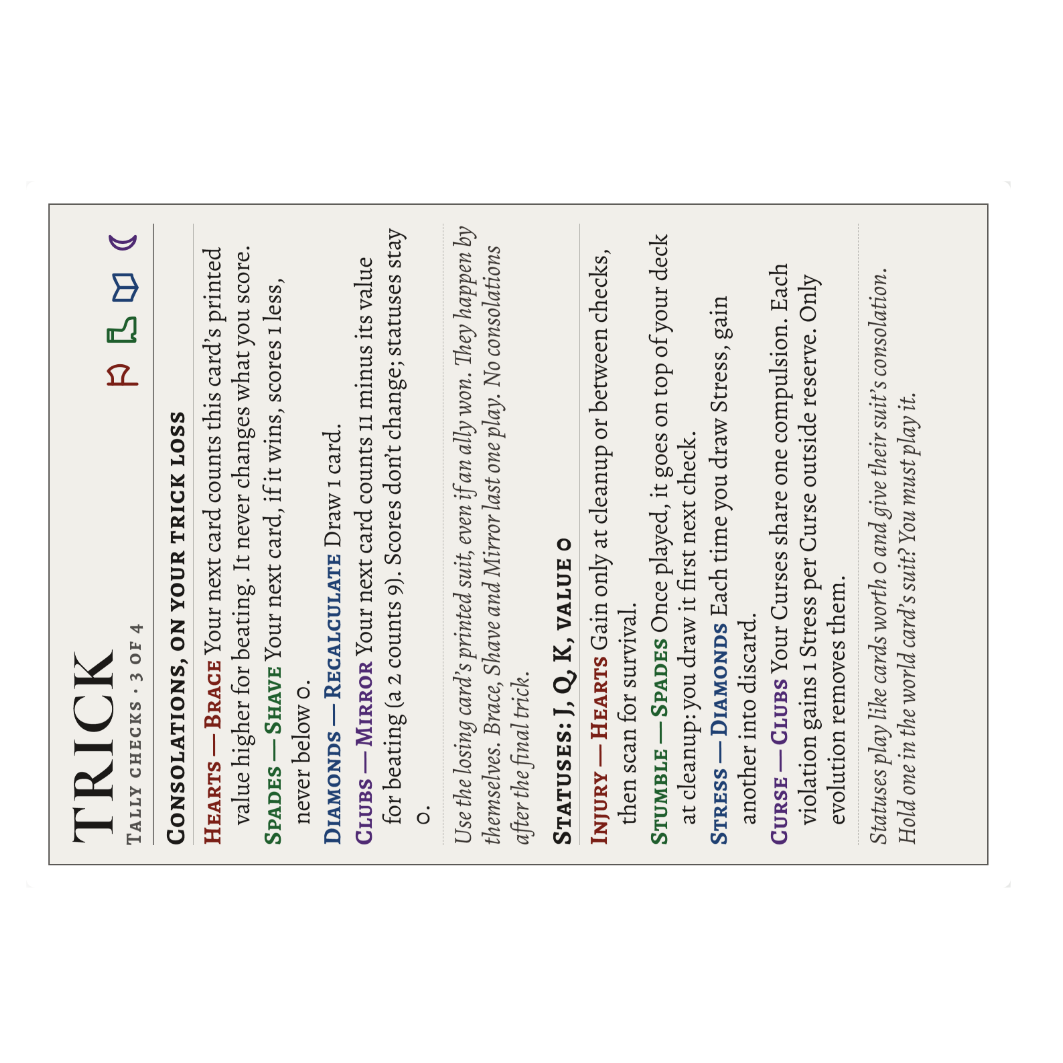 TRICK
TALLY CHECKS · 3 OF 4
CONSOLATIONS, ON YOUR TRICK LOSS
HEARTS — BRACE Your next card counts this card's printed
value higher for beating. It never changes what you score.
SPADES — SHAVE Your next card, if it wins, scores 1 less,
never below 0.
DIAMONDS — RECALCULATE Draw 1 card.
CLUBS — MIRROR Your next card counts 11 minus its value
for beating (a 2 counts 9). Scores don't change; statuses stay
0.
Use the losing card's printed suit, even if an ally won. They happen by
themselves. Brace, Shave and Mirror last one play. No consolations
after the final trick.
STATUSES: J, Q, K, VALUE 0
INJURY — HEARTS Gain only at cleanup or between checks,
then scan for survival.
STUMBLE — SPADES Once played, it goes on top of your deck
at cleanup: you draw it first next check.
STRESS — DIAMONDS Each time you draw Stress, gain
another into discard.
CURSE — CLUBS Your Curses share one compulsion. Each
violation gains 1 Stress per Curse outside reserve. Only
evolution removes them.
Statuses play like cards worth 0 and give their suit's consolation.
Hold one in the world card's suit? You must play it.